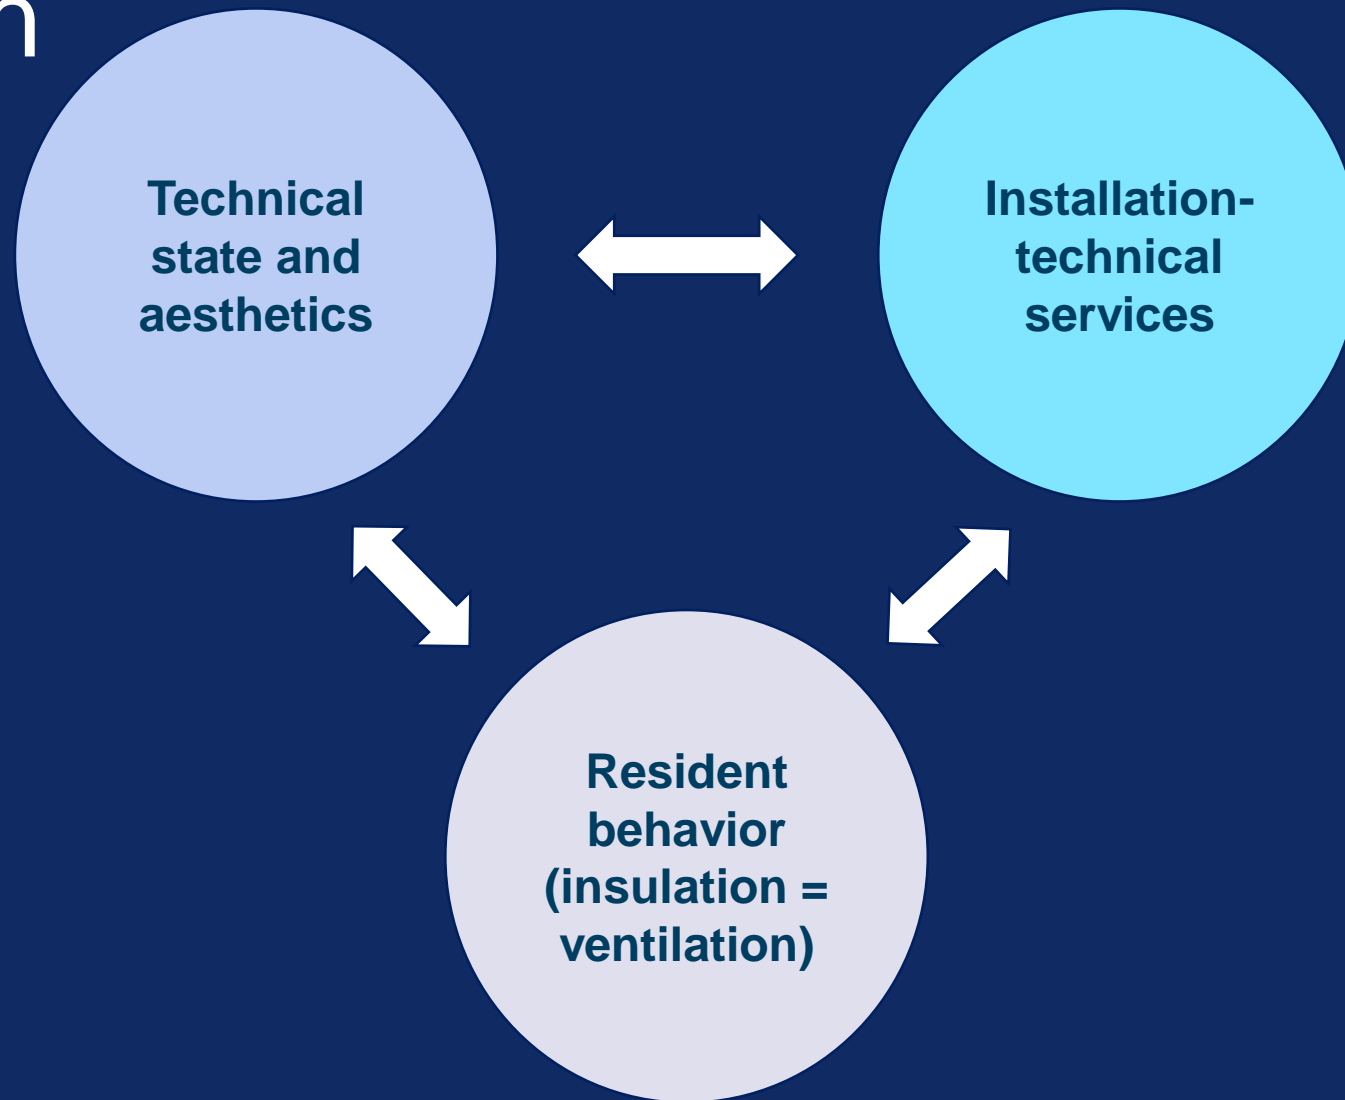 Technical
state and
aesthetics
Installation-
technical
services
Resident
behavior
(insulation =
ventilation)